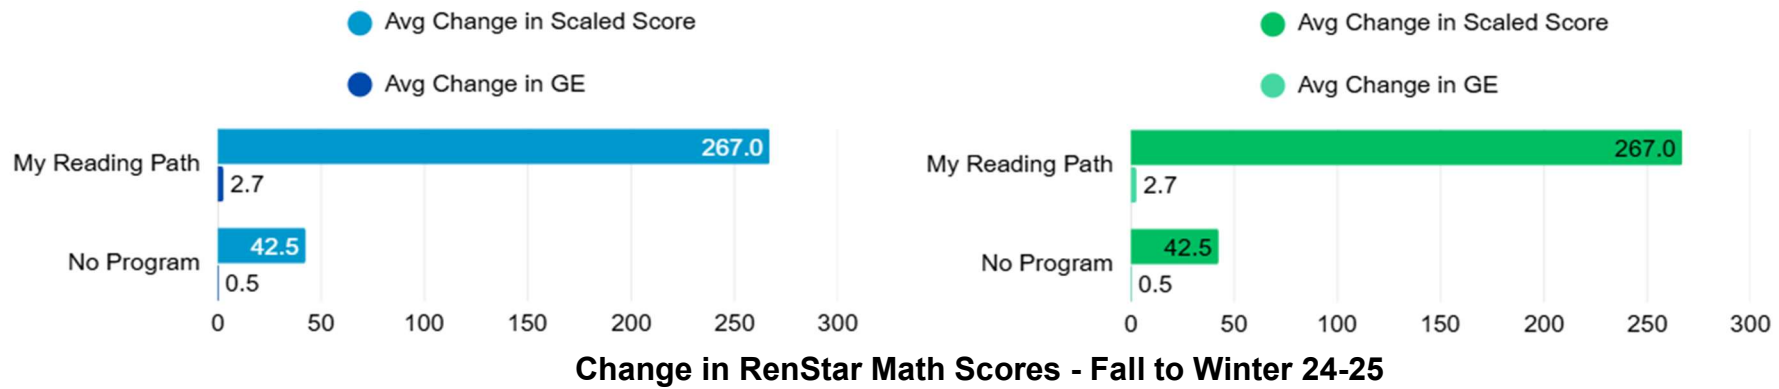 Avg Change in Scaled Score
Avg Change in GE
My Reading Path
267.0
2.7
No Program
42.5
0.5
0 50 100 150 200 250 300
Avg Change in Scaled Score
Avg Change in GE
My Reading Path
267.0
2.7
No Program
42.5
0.5
0 50 100 150 200 250 300
Change in RenStar Math Scores - Fall to Winter 24-25